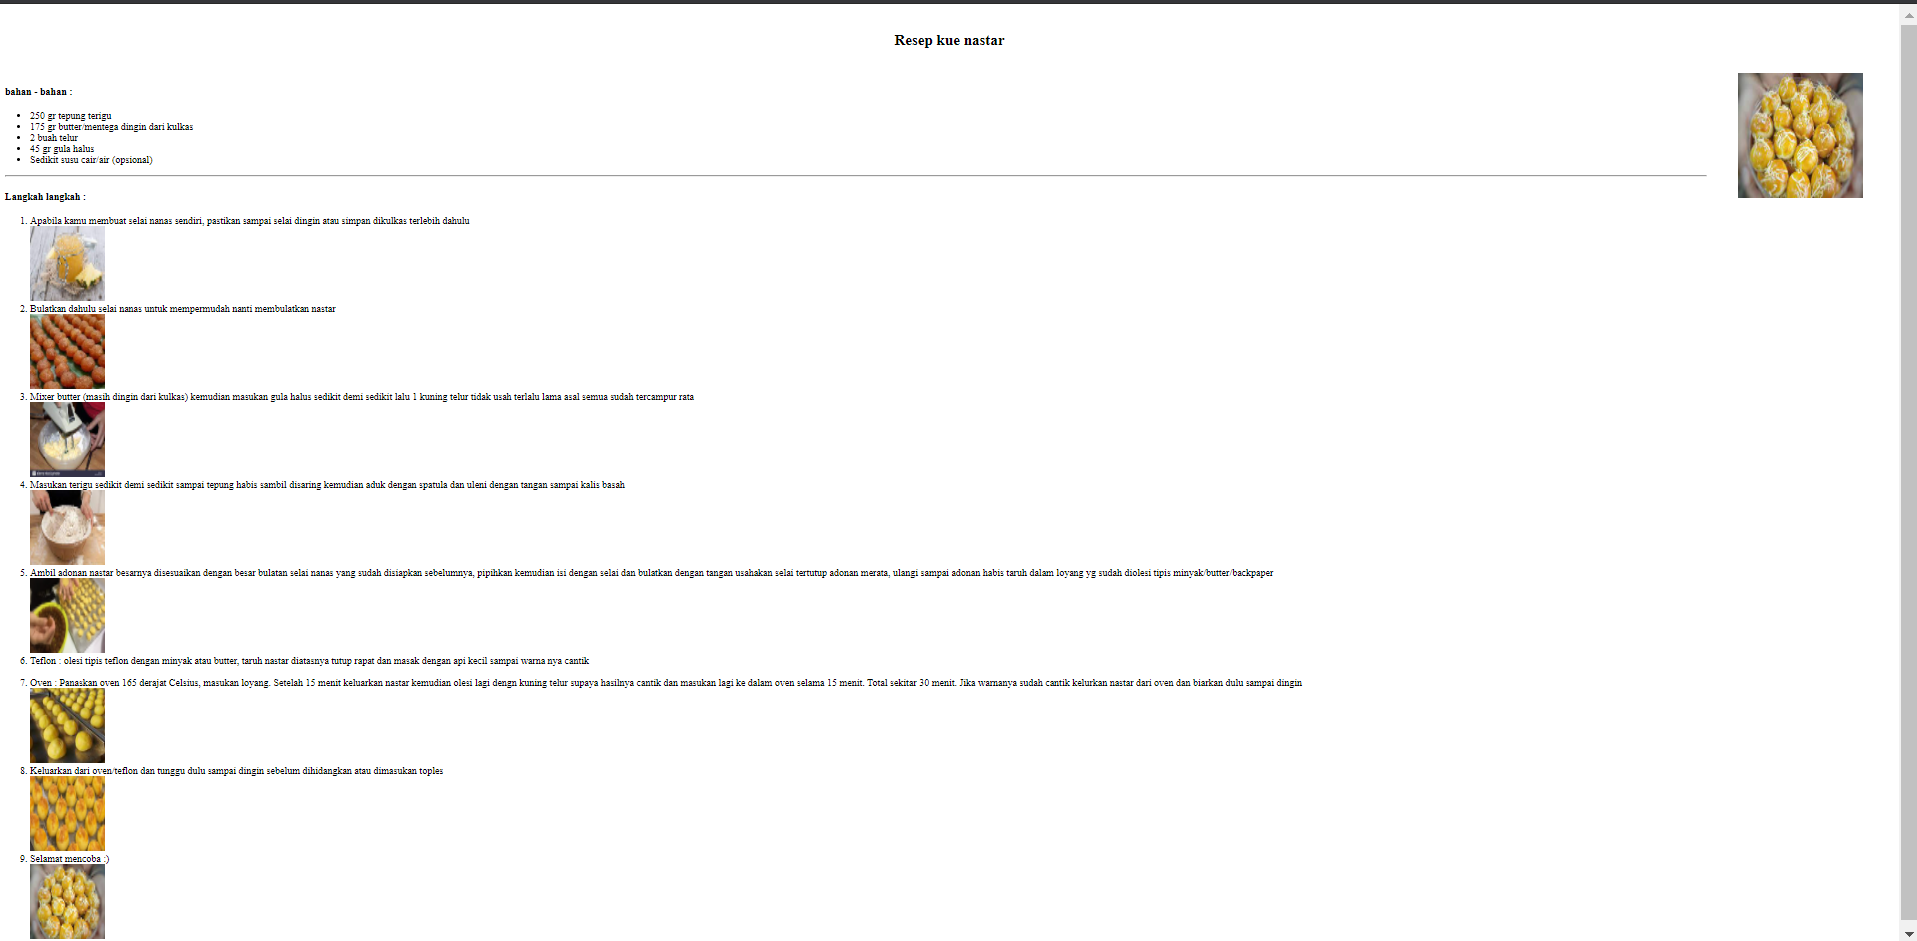 Resep kue nastar
bahan - bahan :
250 gr tepung terigu
175 gr butter/mentega dingin dari kulkas
2 buah telur
45 gr gula halus
Sedikit susu cair/air (opsional)
Langkah langkah :
1. Apabila kamu membuat selai nanas sendiri, pastikan sampai selai dingin atau simpan dikulkas terlebih dahulu
2. Bulatkan dahulu selai nanas untuk mempermudah nanti membulatkan nastar
3. Mixer butter (masih dingin dari kulkas) kemudian masukan gula halus sedikit demi sedikit lalu 1 kuning telur tidak usah terlalu lama asal semua sudah tercampur rata
4. Masukan terigu sedikit demi sedikit sampai tepung habis sambil disaring kemudian aduk dengan spatula dan uleni dengan tangan sampai kalis basah
5. Ambil adonan nastar besarnya disesuaikan dengan besar bulatan selai nanas yang sudah disiapkan sebelumnya, pipihkan kemudian isi dengan selai dan bulatkan dengan tangan usahakan selai tertutup adonan merata, ulangi sampai adonan habis taruh dalam loyang yg sudah diolesi tipis minyak/butter/backpaper
6. Teflon : olesi tipis teflon dengan minyak atau butter, taruh nastar diatasnya tutup rapat dan masak dengan api kecil sampai warna nya cantik
7. Oven : Panaskan oven 165 derajat Celsius, masukan loyang. Setelah 15 menit keluarkan nastar kemudian olesi lagi dengn kuning telur supaya hasilnya cantik dan masukan lagi ke dalam oven selama 15 menit. Total sekitar 30 menit. Jika warnanya sudah cantik kelurkan nastar dari oven dan biarkan dulu sampai dingin
8. Keluarkan dari oven/teflon dan tunggu dulu sampai dingin sebelum dihidangkan atau dimasukan toples
9. Selamat mencoba :)